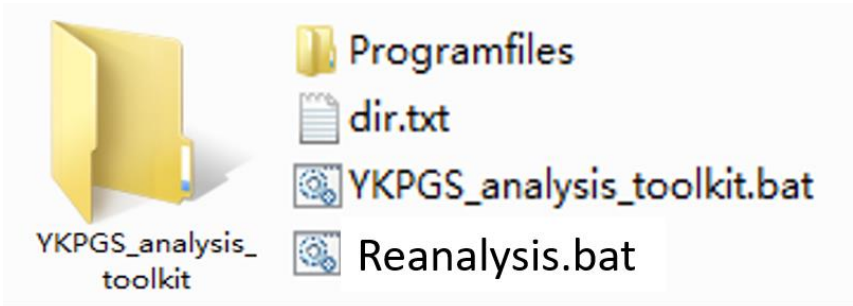 YKPGS_analysis_
toolkit
Programfiles
dir.txt
YKPGS_analysis_toolkit.bat
Reanalysis.bat